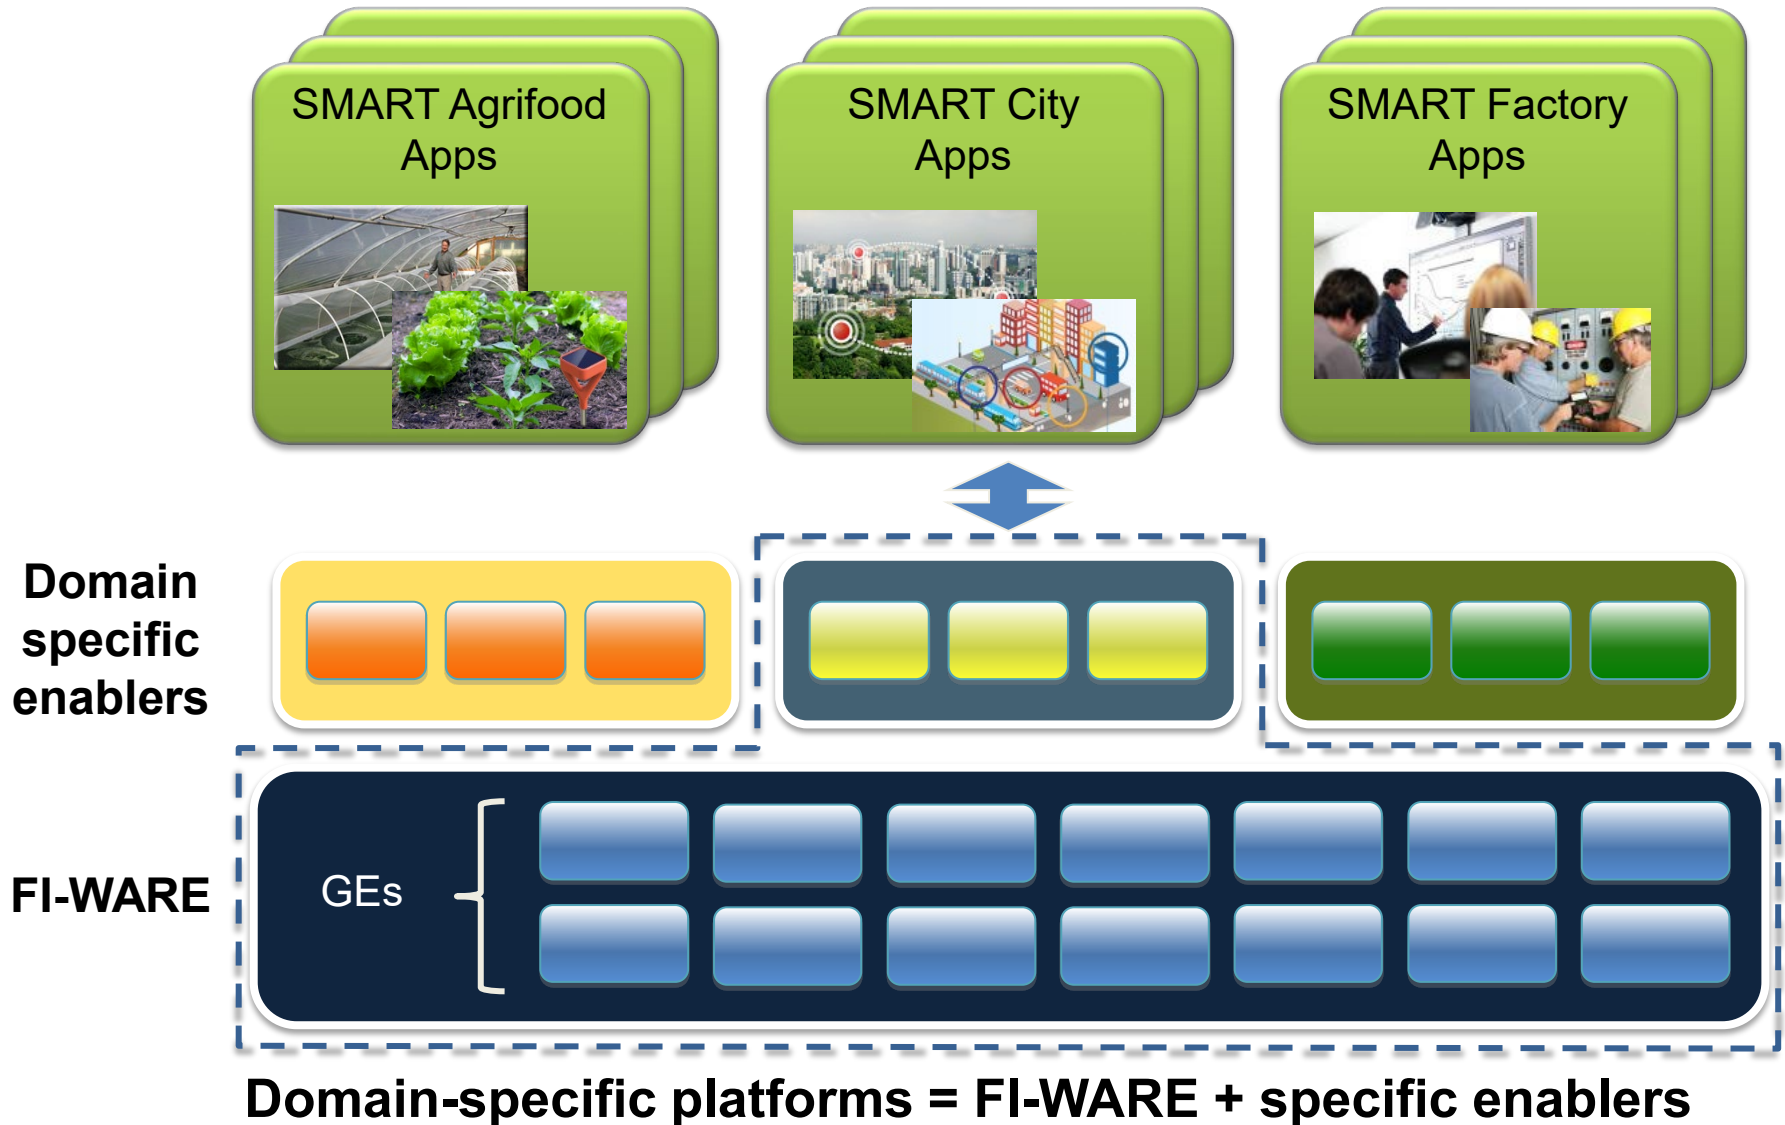 SMART Agrifood
Apps
SMART City
Apps
SMART Factory
Apps
Domain
specific
enablers
FI-WARE
GEs
Domain-specific platforms = FI-WARE + specific enablers